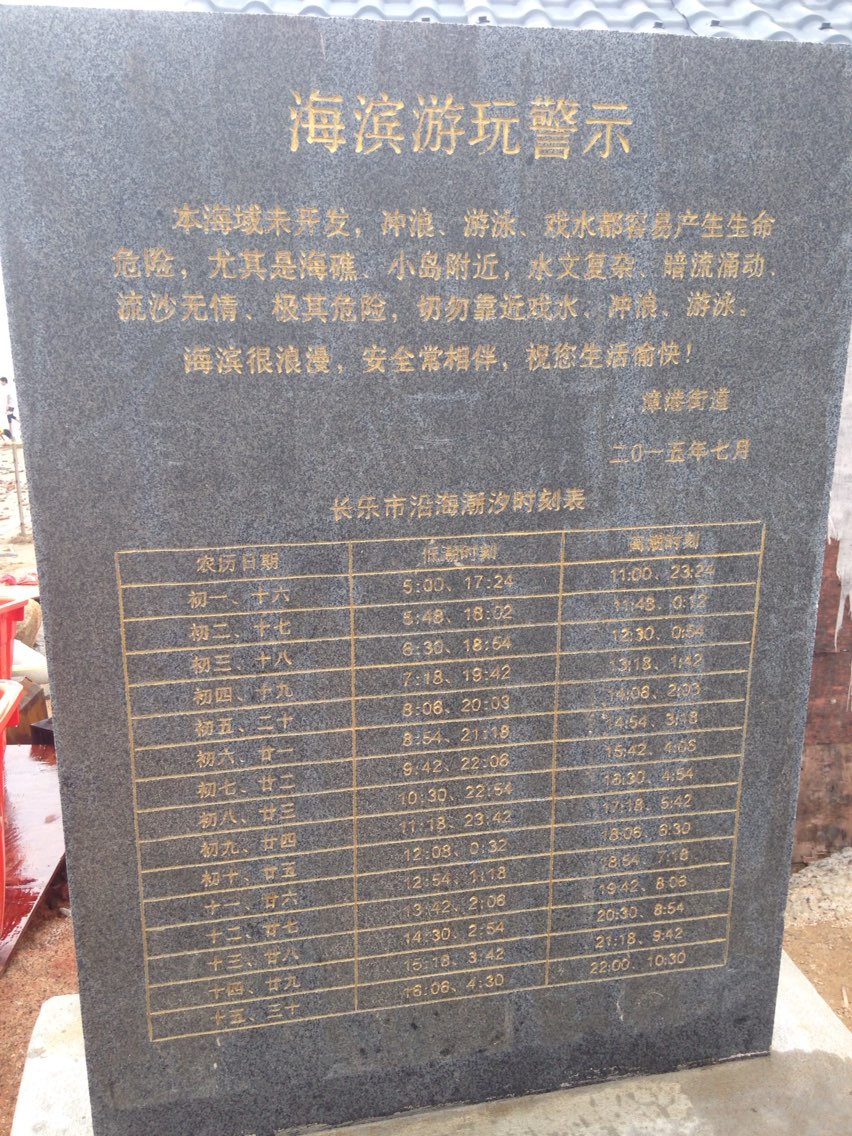 海滨游玩警示
本海域未开发，冲浪、游泳、戏水都容易产生生命
危险，尤其是海礁、小岛附近，水文复杂、暗流涌动、
流沙无情、极其危险，切勿靠近戏水、冲浪、游泳。
海滨很浪漫，安全常相伴，祝您生活愉快！
漳港街道
二〇一五年七月
长乐市沿海潮汐时刻表
农历日期 低潮时刻 高潮时刻
初一、十六 5:00、17:24 11:00、23:24
初二、十七 5:48、18:02 11:48、0:12
初三、十八 6:30、18:54 12:30、0:54
初四、十九 7:18、19:42 13:18、1:42
初五、二十 8:06、20:03 14:06、2:03
初六、廿一 8:54、21:18 14:54、3:18
初七、廿二 9:42、22:06 15:42、4:06
初八、廿三 10:30、22:54 16:30、4:54
初九、廿四 11:18、23:42 17:18、5:42
初十、廿五 12:08、0:32 18:06、6:30
十一、廿六 12:54、1:18 18:54、7:18
十二、廿七 13:42、2:06 19:42、8:06
十三、廿八 14:30、2:54 20:30、8:54
十四、廿九 15:18、3:42 21:18、9:42
十五、三十 16:06、4:30 22:00、10:30